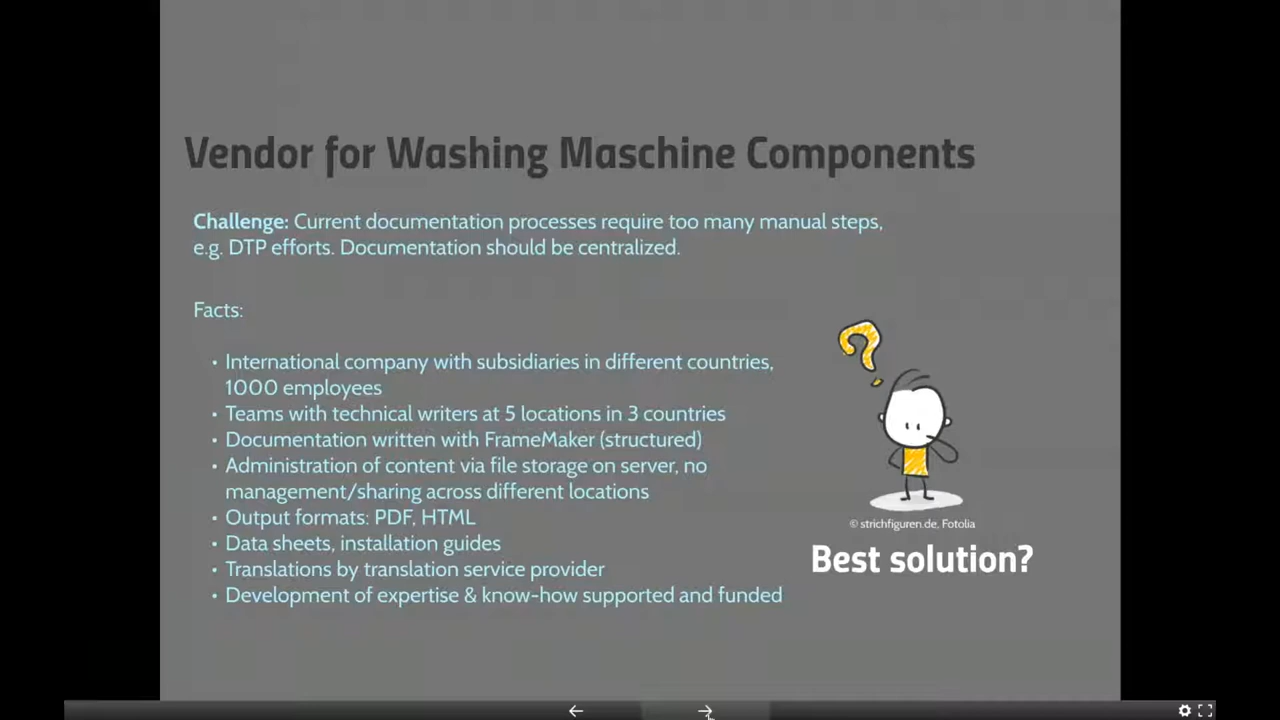 Vendor for Washing Maschine Components
Challenge: Current documentation processes require too many manual steps,
e.g. DTP efforts. Documentation should be centralized.
Facts:
• International company with subsidiaries in different countries,
1000 employees
• Teams with technical writers at 5 locations in 3 countries
• Documentation written with FrameMaker (structured)
• Administration of content via file storage on server, no
management/sharing across different locations
• Output formats: PDF, HTML
• Data sheets, installation guides
• Translations by translation service provider
• Development of expertise & know-how supported and funded
?
© strichfiguren.de, Fotolia
Best solution?